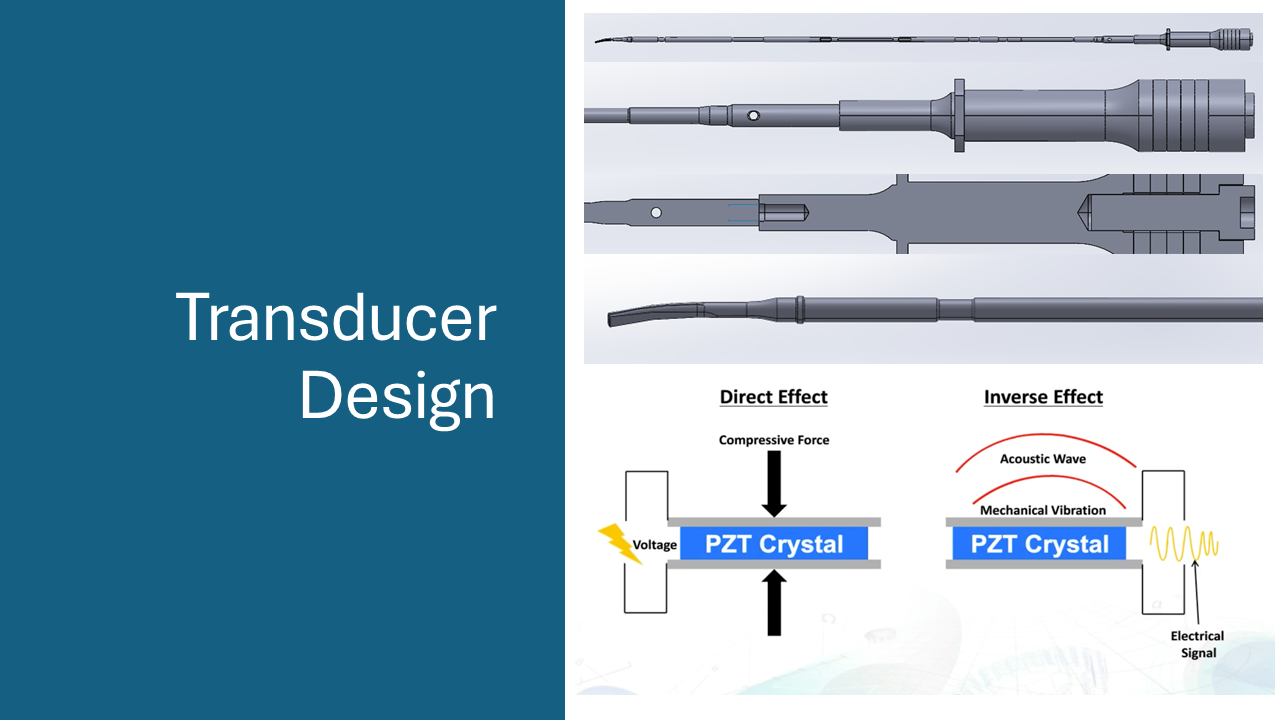 Transducer
Design
Direct Effect
Compressive Force
Voltage
PZT Crystal
Inverse Effect
Acoustic Wave
Mechanical Vibration
PZT Crystal
Electrical
Signal